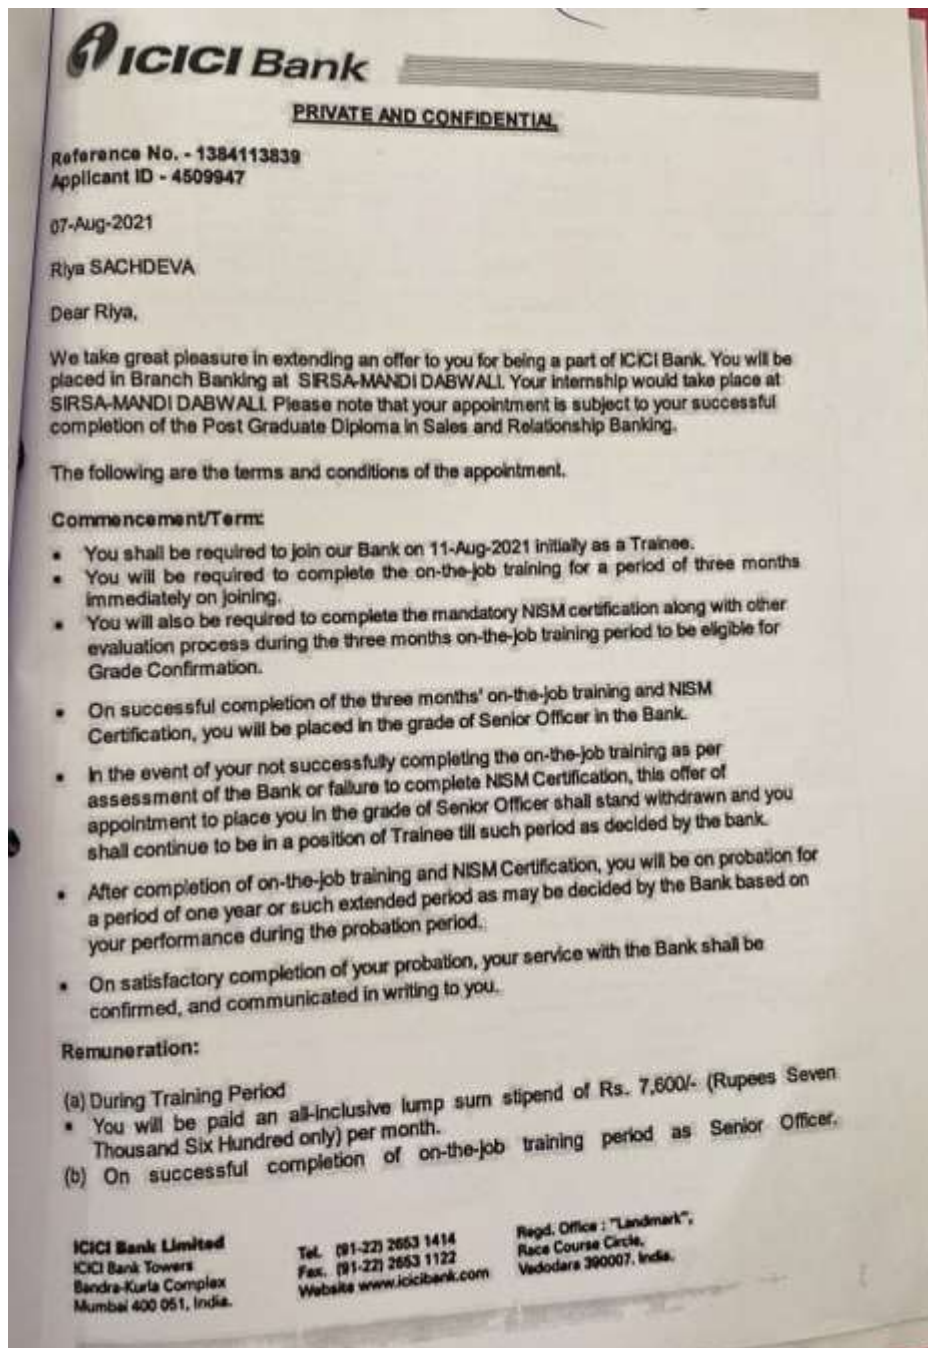 ICICI Bank
PRIVATE AND CONFIDENTIAL
Reference No. - 1384113839
Applicant ID - 4509947
07-Aug-2021
Riya SACHDEVA
Dear Riya,
We take great pleasure in extending an offer to you for being a part of ICICI Bank. You will be
placed in Branch Banking at SIRSA-MANDI DABWALI. Your internship would take place at
SIRSA-MANDI DABWALI. Please note that your appointment is subject to your successful
completion of the Post Graduate Diploma in Sales and Relationship Banking.
The following are the terms and conditions of the appointment.
Commencement/Term:
• You shall be required to join our Bank on 11-Aug-2021 initially as a Trainee.
• You will be required to complete the on-the-job training for a period of three months
immediately on joining.
• You will also be required to complete the mandatory NISM certification along with other
evaluation process during the three months on-the-job training period to be eligible for
Grade Confirmation.
• On successful completion of the three months' on-the-job training and NISM
Certification, you will be placed in the grade of Senior Officer in the Bank.
• In the event of your not successfully completing the on-the-job training as per
assessment of the Bank or failure to complete NISM Certification, this offer of
appointment to place you in the grade of Senior Officer shall stand withdrawn and you
shall continue to be in a position of Trainee till such period as decided by the bank.
• After completion of on-the-job training and NISM Certification, you will be on probation for
a period of one year or such extended period as may be decided by the Bank based on
your performance during the probation period.
• On satisfactory completion of your probation, your service with the Bank shall be
confirmed, and communicated in writing to you.
Remuneration:
(a) During Training Period
• You will be paid an all-inclusive lump sum stipend of Rs. 7,600/- (Rupees Seven
Thousand Six Hundred only) per month.
(b) On successful completion of on-the-job training period as Senior Officer.
ICICI Bank Limited
ICICI Bank Towers
Bandra-Kurla Complex
Mumbai 400 051, India.
Tel. (91-22) 2653 1414
Fax. (91-22) 2653 1122
Website www.icicibank.com
Regd. Office : "Landmark",
Race Course Circle,
Vadodara 390007. India.